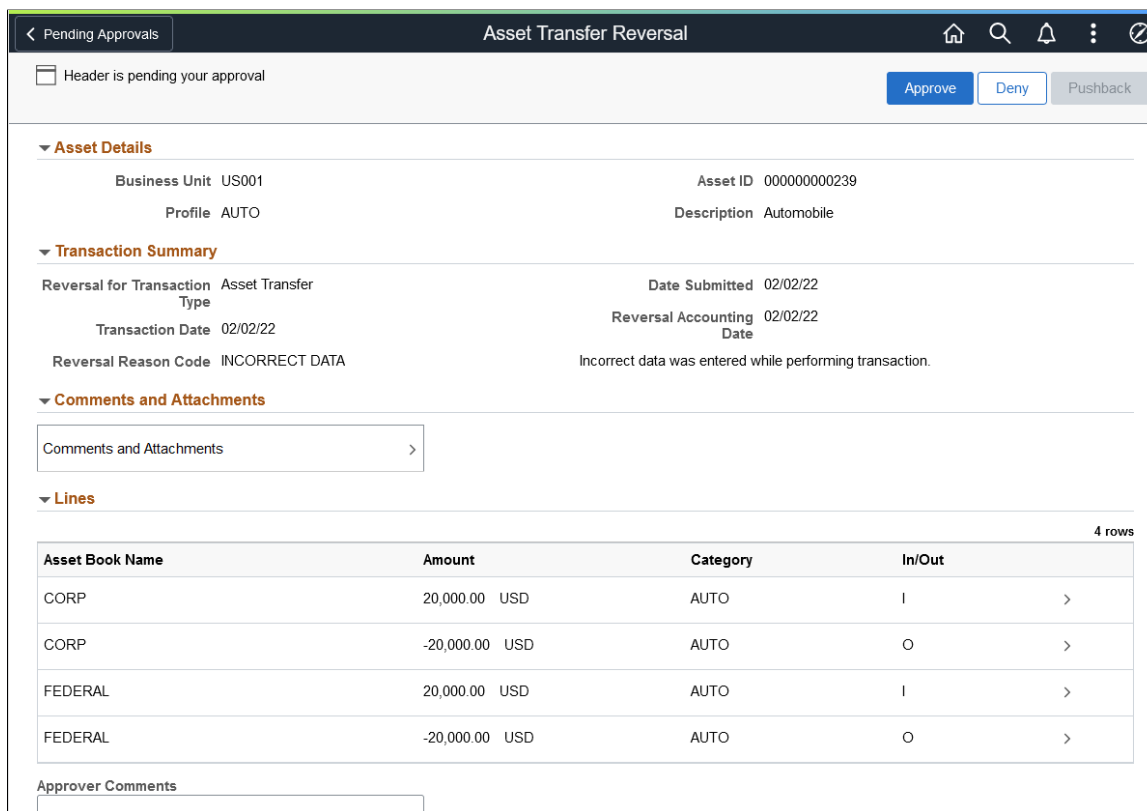 Pending Approvals Asset Transfer Reversal
Header is pending your approval
Approve Deny Pushback
Asset Details
Business Unit US001 Asset ID 000000000239
Profile AUTO Description Automobile
Transaction Summary
Reversal for Transaction Type Asset Transfer Date Submitted 02/02/22
Transaction Date 02/02/22 Reversal Accounting Date 02/02/22
Reversal Reason Code INCORRECT DATA Incorrect data was entered while performing transaction.
Comments and Attachments
Comments and Attachments
Lines
4 rows
Asset Book Name Amount Category In/Out
CORP 20,000.00 USD AUTO I
CORP -20,000.00 USD AUTO O
FEDERAL 20,000.00 USD AUTO I
FEDERAL -20,000.00 USD AUTO O
Approver Comments